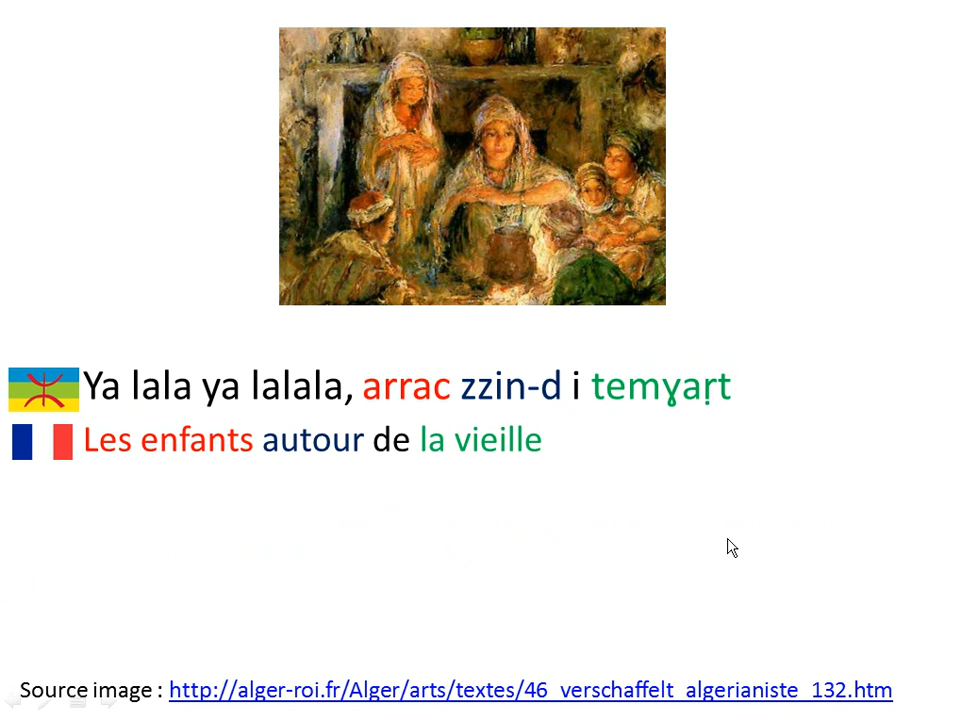 Ya lala ya lalala, arrac zzin-d i temɣaṛt
Les enfants autour de la vieille
Source image : http://alger-roi.fr/Alger/arts/textes/46_verschaffelt_algerianiste_132.htm